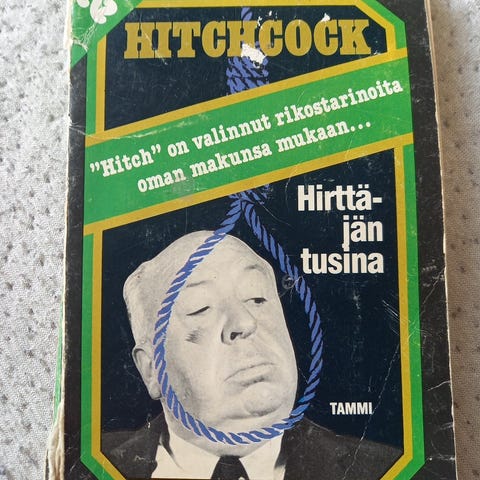 HITCHCOCK
"Hitch" on valinnut rikostarinoita
oman makunsa mukaan...
Hirttä-
jän
tusina
TAMMI